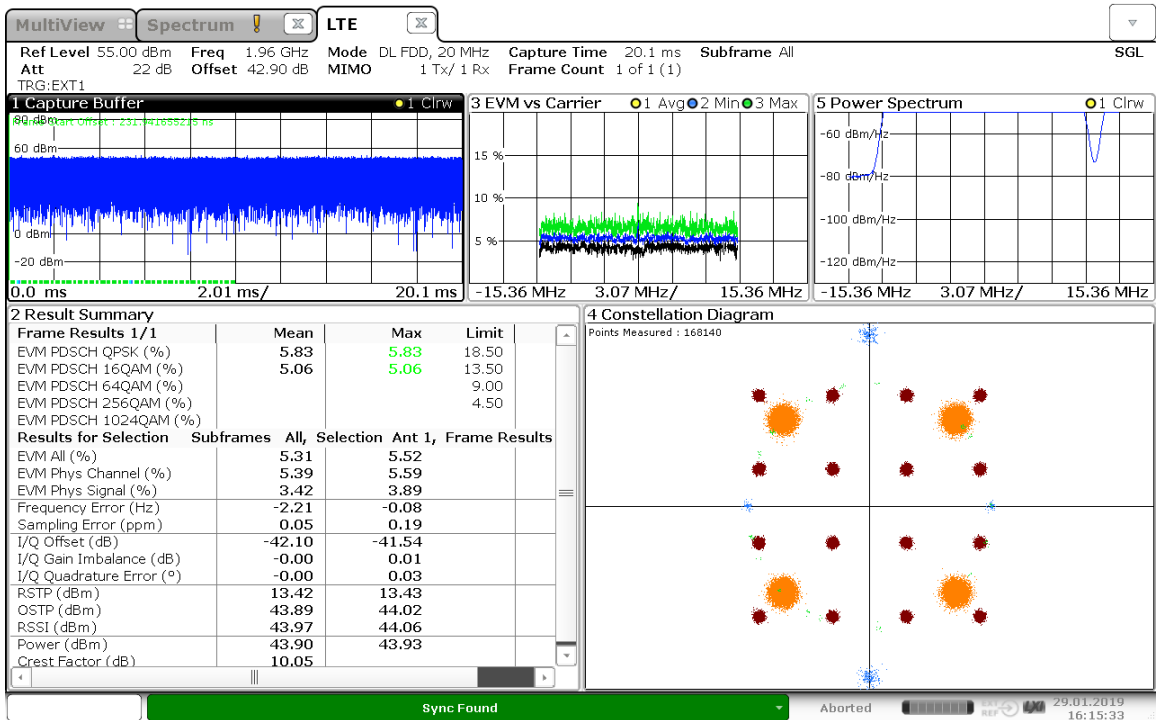 MultiView Spectrum LTE
Ref Level 55.00 dBm Freq 1.96 GHz Mode DL FDD, 20 MHz Capture Time 20.1 ms Subframe All SGL
Att 22 dB Offset 42.90 dB MIMO 1 Tx/ 1 Rx Frame Count 1 of 1 (1)
TRG:EXT1
1 Capture Buffer 1 Clrw
80 dBm
60 dBm
0 dBm
-20 dBm
0.0 ms 2.01 ms/ 20.1 ms
3 EVM vs Carrier 1 Avg 2 Min 3 Max
15 %
10 %
5 %
-15.36 MHz 3.07 MHz/ 15.36 MHz
5 Power Spectrum 1 Clrw
-60 dBm/Hz
-80 dBm/Hz
-100 dBm/Hz
-120 dBm/Hz
-15.36 MHz 3.07 MHz/ 15.36 MHz
2 Result Summary
Frame Results 1/1 Mean Max Limit
EVM PDSCH QPSK (%) 5.83 5.83 18.50
EVM PDSCH 16QAM (%) 5.06 5.06 13.50
EVM PDSCH 64QAM (%) 9.00
EVM PDSCH 256QAM (%) 4.50
EVM PDSCH 1024QAM (%)
Results for Selection Subframes All, Selection Ant 1, Frame Results
EVM All (%) 5.31 5.52
EVM Phys Channel (%) 5.39 5.59
EVM Phys Signal (%) 3.42 3.89
Frequency Error (Hz) -2.21 -0.08
Sampling Error (ppm) 0.05 0.19
I/Q Offset (dB) -42.10 -41.54
I/Q Gain Imbalance (dB) -0.00 0.01
I/Q Quadrature Error (°) -0.00 0.03
RSTP (dBm) 13.42 13.43
OSTP (dBm) 43.89 44.02
RSSI (dBm) 43.97 44.06
Power (dBm) 43.90 43.93
Crest Factor (dB) 10.05
4 Constellation Diagram
Points Measured : 168140
Sync Found
Aborted
EXT
REF
LXI
29.01.2019
16:15:33